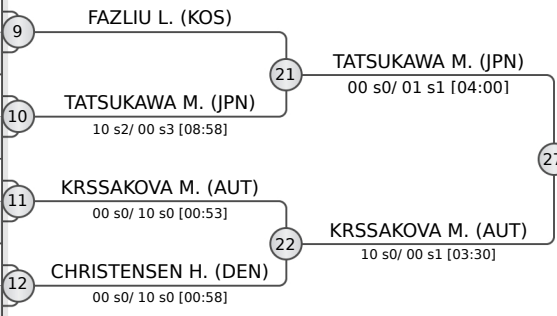 9
FAZLIU L. (KOS)
21
TATSUKAWA M. (JPN)
00 s0/ 01 s1 [04:00]
10
TATSUKAWA M. (JPN)
10 s2/ 00 s3 [08:58]
27
11
KRSSAKOVA M. (AUT)
00 s0/ 10 s0 [00:53]
22
KRSSAKOVA M. (AUT)
10 s0/ 00 s1 [03:30]
12
CHRISTENSEN H. (DEN)
00 s0/ 10 s0 [00:58]